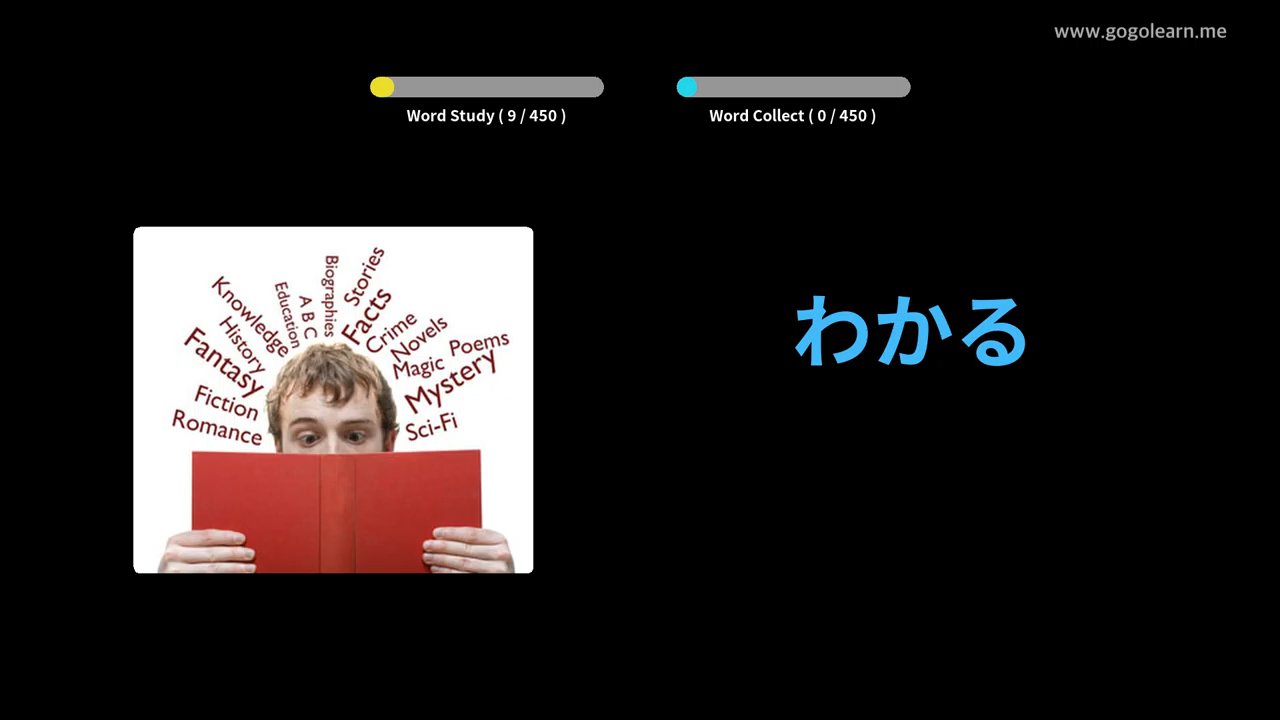 www.gogolearn.me
Word Study ( 9 / 450 )
Word Collect ( 0 / 450 )
わかる
Stories
Biographies
Facts
A B C
Education
Knowledge
Crime
History
Novels
Poems
Fantasy
Magic
Mystery
Fiction
Romance
Sci-Fi